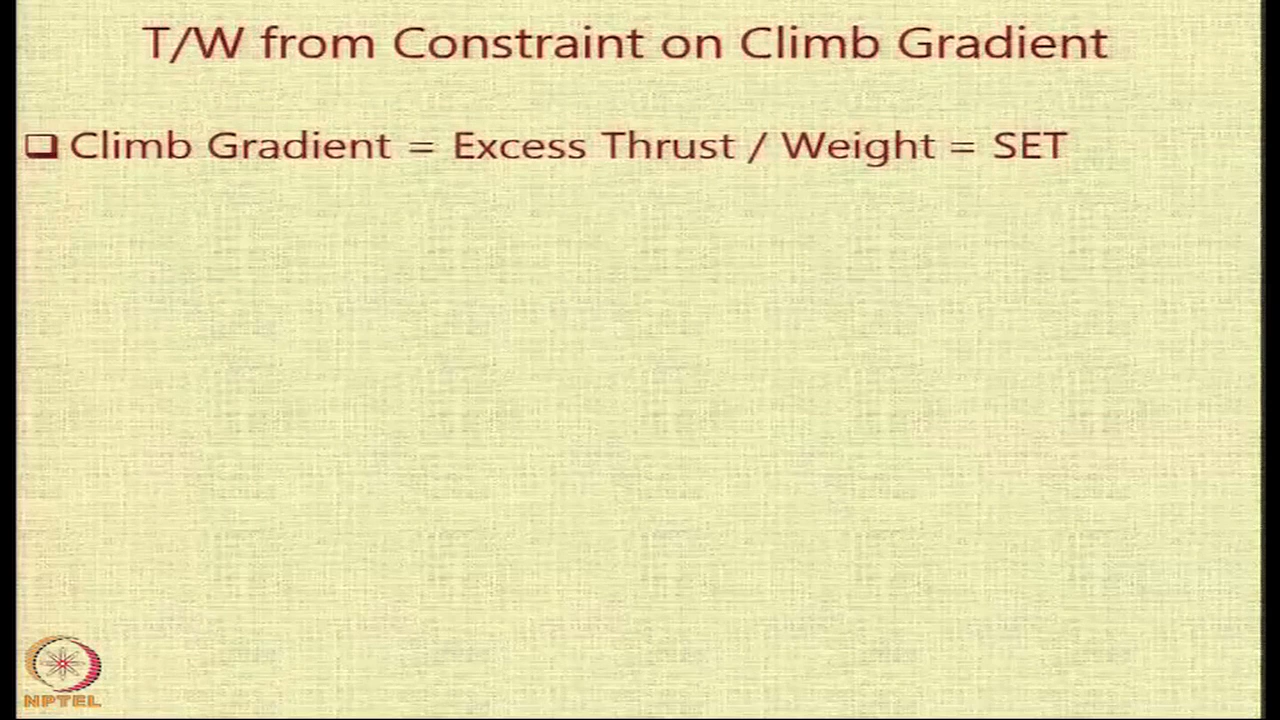 T/W from Constraint on Climb Gradient
Climb Gradient = Excess Thrust / Weight = SET
NPTEL